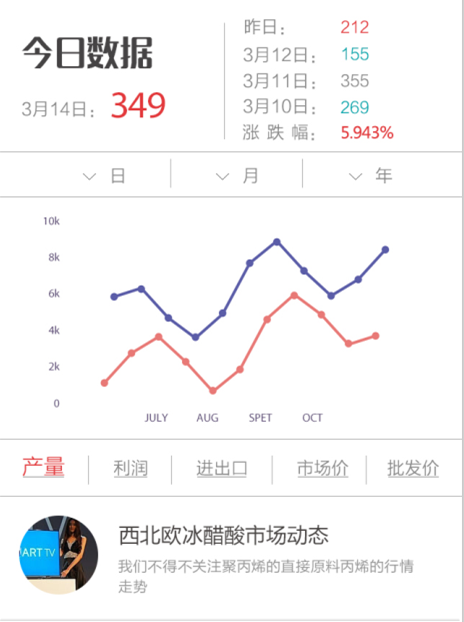 今日数据
3月14日： 349
昨日： 212
3月12日： 155
3月11日： 355
3月10日： 269
涨 跌 幅： 5.943%
日 月 年
10k
8k
6k
4k
2k
0
JULY AUG SPET OCT
产量 利润 进出口 市场价 批发价
ART TV
西北欧冰醋酸市场动态
我们不得不关注聚丙烯的直接原料丙烯的行情
走势